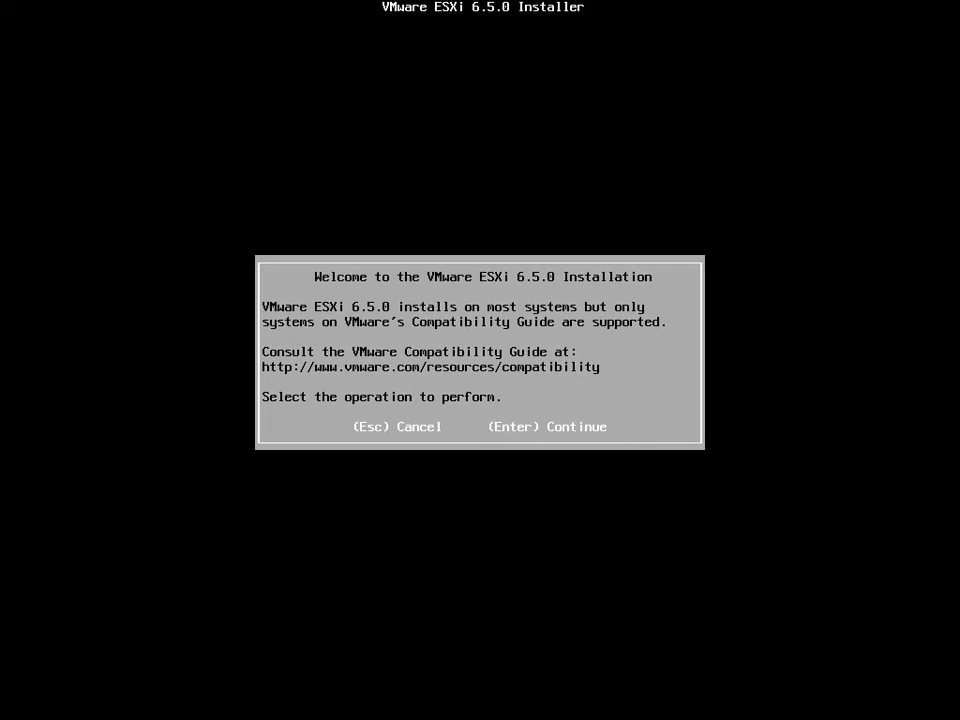 VMware ESXi 6.5.0 Installer
Welcome to the VMware ESXi 6.5.0 Installation
VMware ESXi 6.5.0 installs on most systems but only
systems on VMware's Compatibility Guide are supported.
Consult the VMware Compatibility Guide at:
http://www.vmware.com/resources/compatibility
Select the operation to perform.
(Esc) Cancel (Enter) Continue